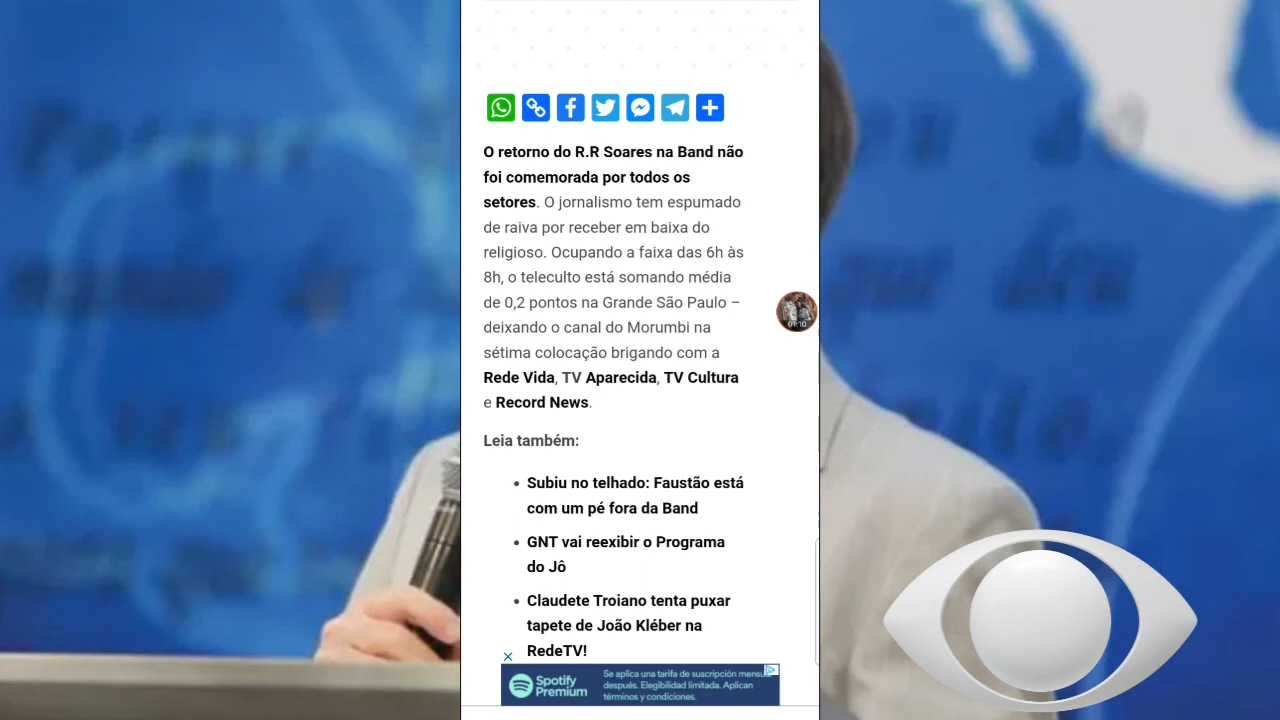 O retorno do R.R Soares na Band não
foi comemorada por todos os
setores. O jornalismo tem espumado
de raiva por receber em baixa do
religioso. Ocupando a faixa das 6h às
8h, o teleculto está somando média
de 0,2 pontos na Grande São Paulo –
deixando o canal do Morumbi na
sétima colocação brigando com a
Rede Vida, TV Aparecida, TV Cultura
e Record News.
01:10
Leia também:
• Subiu no telhado: Faustão está
com um pé fora da Band
• GNT vai reexibir o Programa
do Jô
• Claudete Troiano tenta puxar
tapete de João Kléber na
RedeTV!
Spotify
Premium
Se aplica una tarifa de suscripción mensu
después. Elegibilidad limitada. Aplican
términos y condiciones.